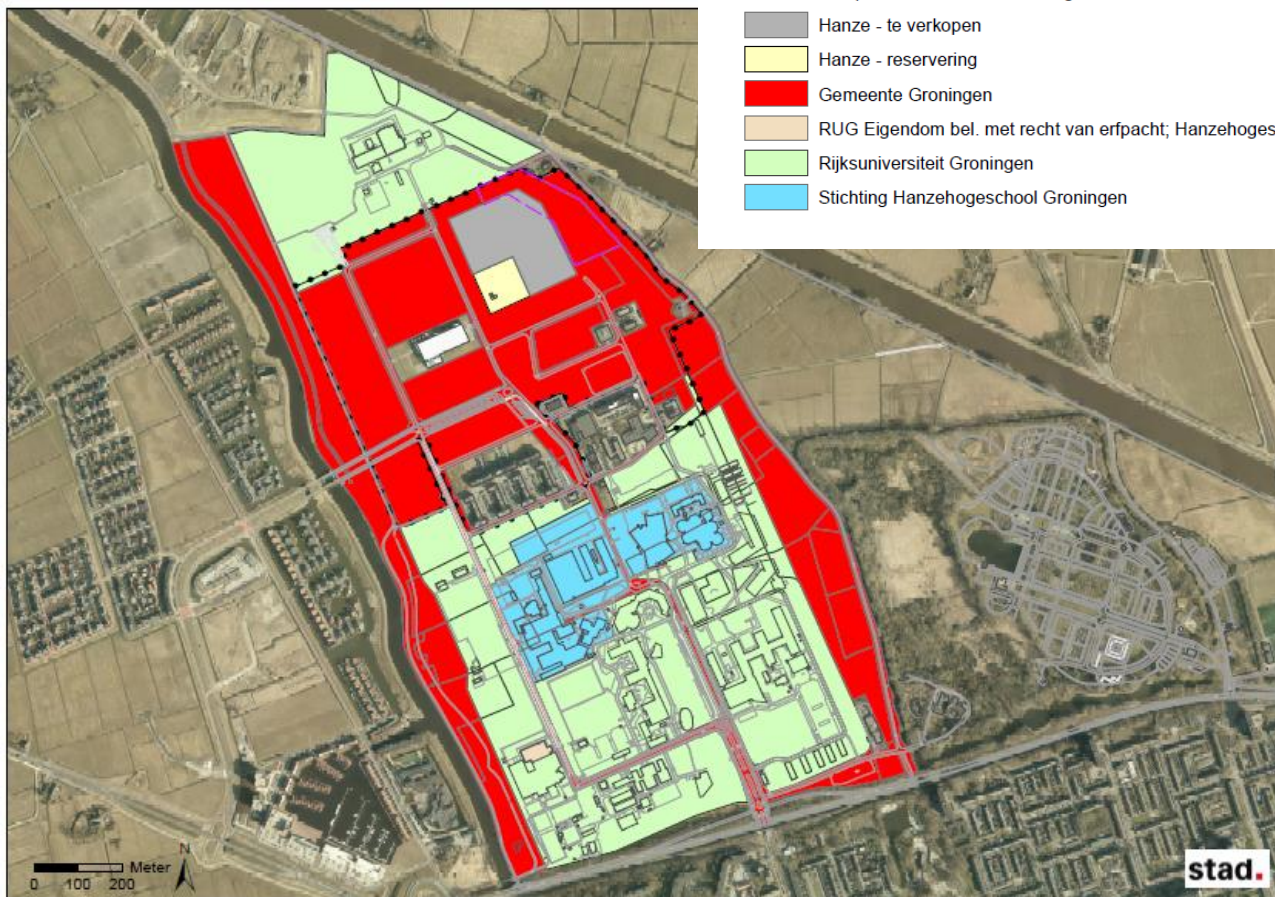 Hanze - te verkopen
Hanze - reservering
Gemeente Groningen
RUG Eigendom bel. met recht van erfpacht; Hanzehoges
Rijksuniversiteit Groningen
Stichting Hanzehogeschool Groningen
Meter
N
0 100 200
stad.